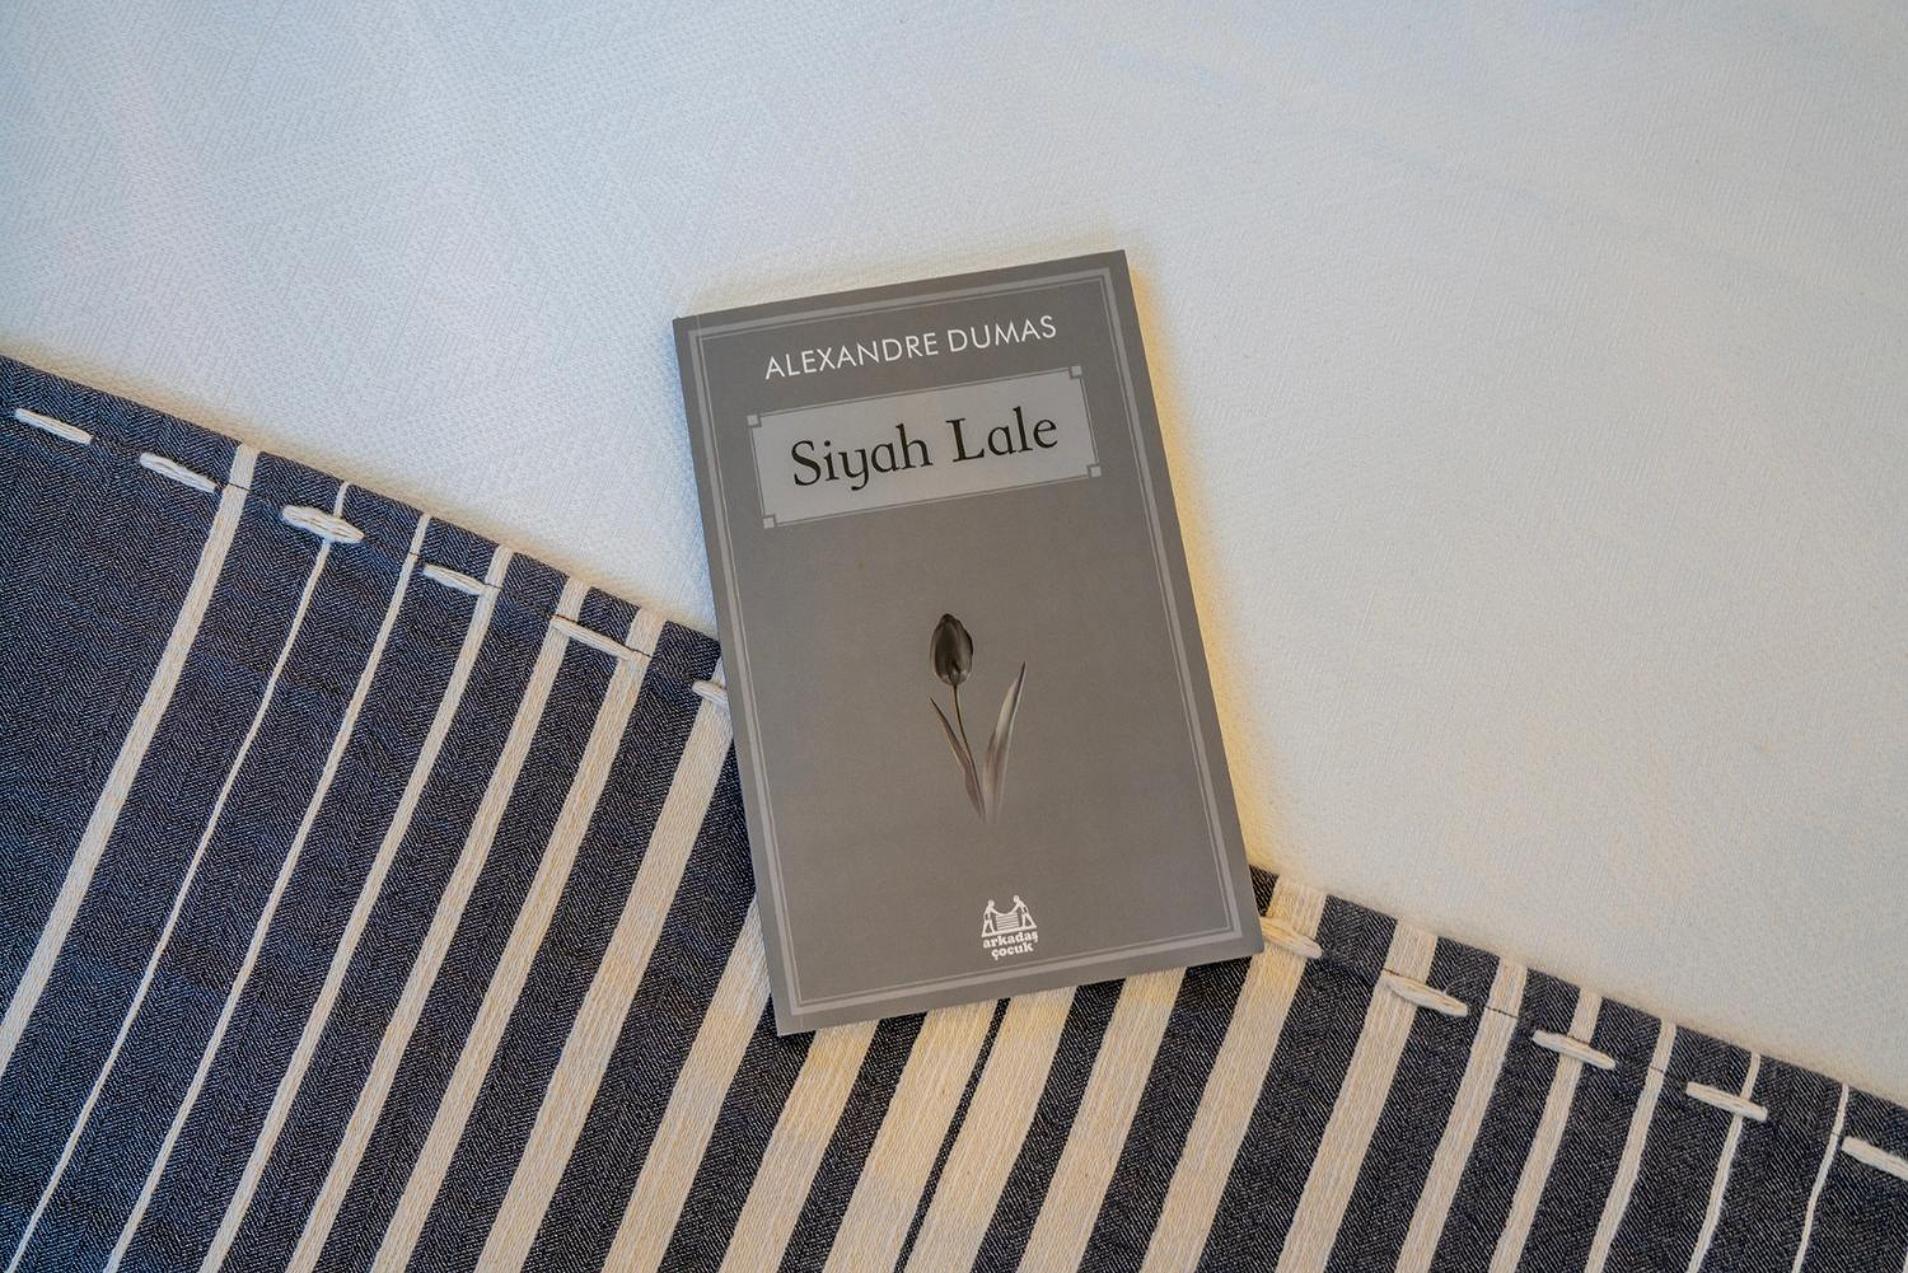 ALEXANDRE DUMAS
Siyah Lale
arkadaş
çocuk